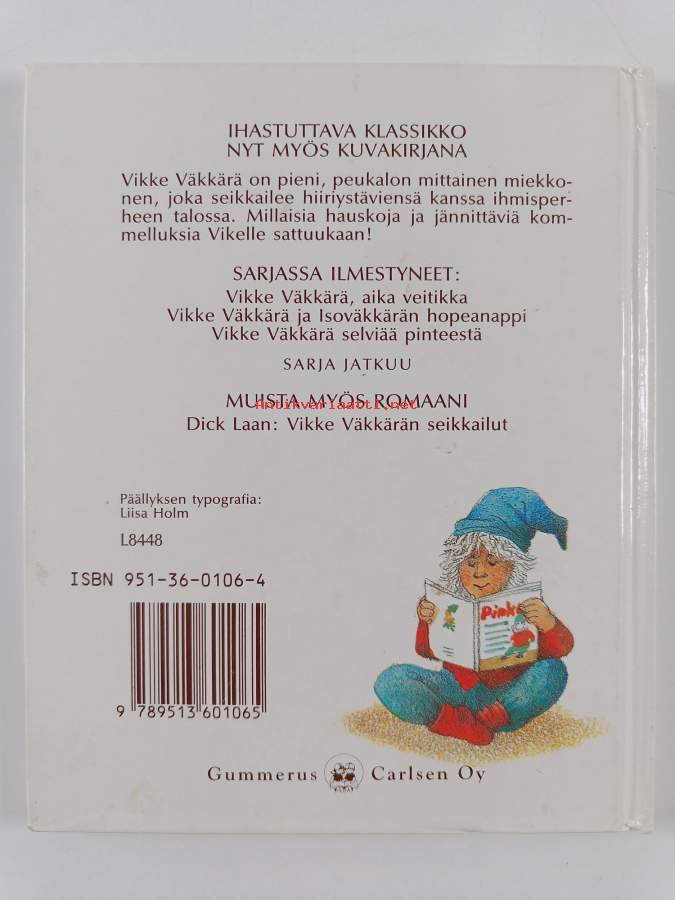 IHASTUTTAVA KLASSIKKO
NYT MYÖS KUVAKIRJANA
Vikke Väkkärä on pieni, peukalon mittainen miekko-
nen, joka seikkailee hiiriystäviensä kanssa ihmisper-
heen talossa. Millaisia hauskoja ja jännittäviä kom-
melluksia Vikelle sattuukaan!
SARJASSA ILMESTYNEET:
Vikke Väkkärä, aika veitikka
Vikke Väkkärä ja Isoväkkärän hopeanappi
Vikke Väkkärä selviää pinteestä
SARJA JATKUU
MUISTA MYÖS ROMAANI
Antikvariaatti.net
Dick Laan: Vikke Väkkärän seikkailut
Päällyksen typografia:
Liisa Holm
L8448
ISBN 951-36-0106-4
9 789513 601065
Gummerus Carlsen Oy